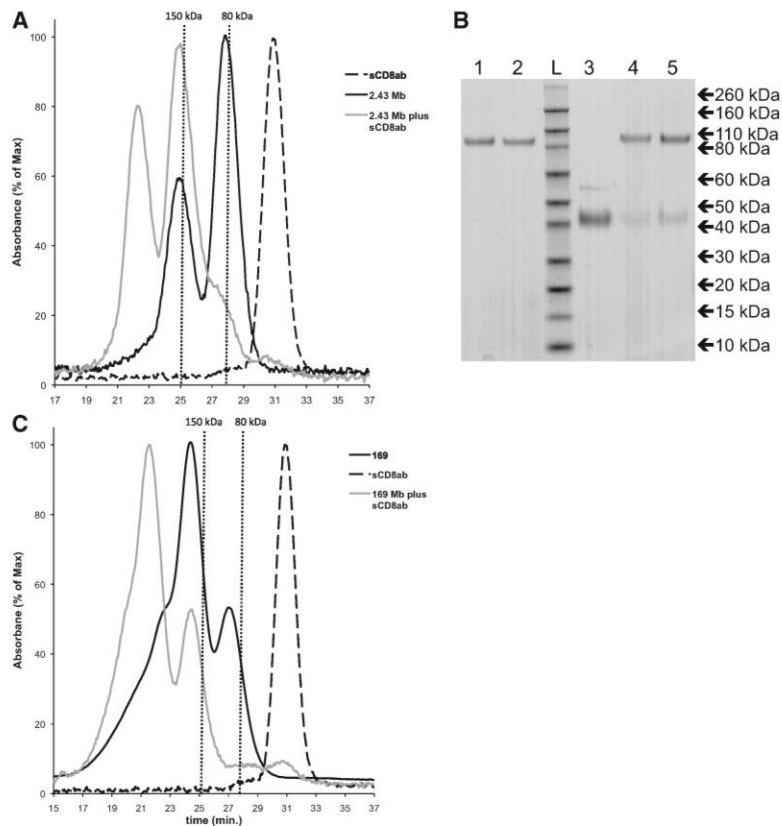 A
150 kDa
80 kDa
100
80
60
40
20
0
Absorbance (% of Max)
17 19 21 23 25 27 29 31 33 35 37
sCD8ab
2.43 Mb
2.43 Mb plus
sCD8ab
B
1 2 L 3 4 5
260 kDa
160 kDa
110 kDa
80 kDa
60 kDa
50 kDa
40 kDa
30 kDa
20 kDa
15 kDa
10 kDa
C
150 kDa
80 kDa
100
80
60
40
20
0
Absorbane (% of Max)
15 17 19 21 23 25 27 29 31 33 35 37
time (min.)
169
sCD8ab
169 Mb plus
sCD8ab